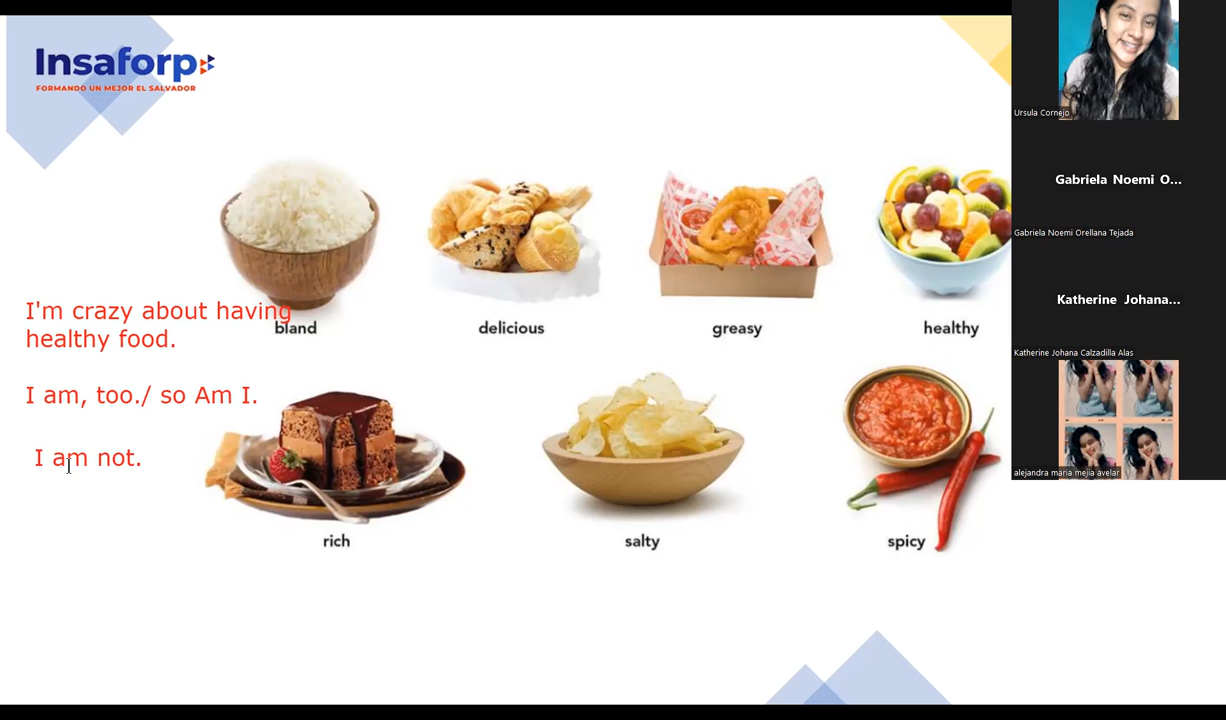 Insaforp
FORMANDO UN MEJOR EL SALVADOR
bland
delicious
greasy
healthy
I'm crazy about having
healthy food.
I am, too./ so Am I.
I am not.
rich
salty
spicy
Ursula Cornejo
Gabriela Noemi O...
Gabriela Noemi Orellana Tejada
Katherine Johana...
Katherine Johana Calzadilla Alas
alejandra maria mejia avelar